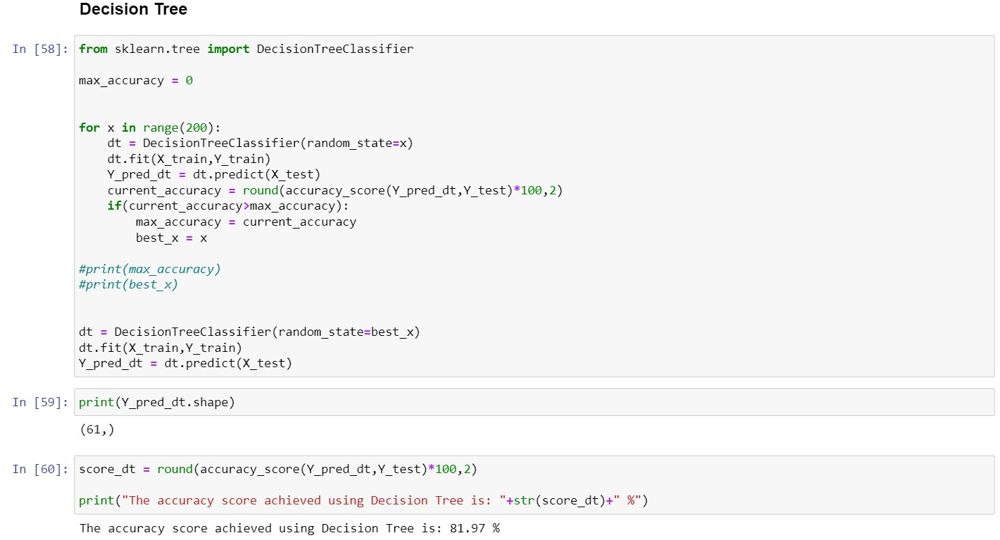 Decision Tree
In [58]: from sklearn.tree import DecisionTreeClassifier
max_accuracy = 0
for x in range(200):
    dt = DecisionTreeClassifier(random_state=x)
    dt.fit(X_train,Y_train)
    Y_pred_dt = dt.predict(X_test)
    current_accuracy = round(accuracy_score(Y_pred_dt,Y_test)*100,2)
    if(current_accuracy>max_accuracy):
        max_accuracy = current_accuracy
        best_x = x
#print(max_accuracy)
#print(best_x)
dt = DecisionTreeClassifier(random_state=best_x)
dt.fit(X_train,Y_train)
Y_pred_dt = dt.predict(X_test)
In [59]: print(Y_pred_dt.shape)
(61,)
In [60]: score_dt = round(accuracy_score(Y_pred_dt,Y_test)*100,2)
print("The accuracy score achieved using Decision Tree is: "+str(score_dt)+" %")
The accuracy score achieved using Decision Tree is: 81.97 %